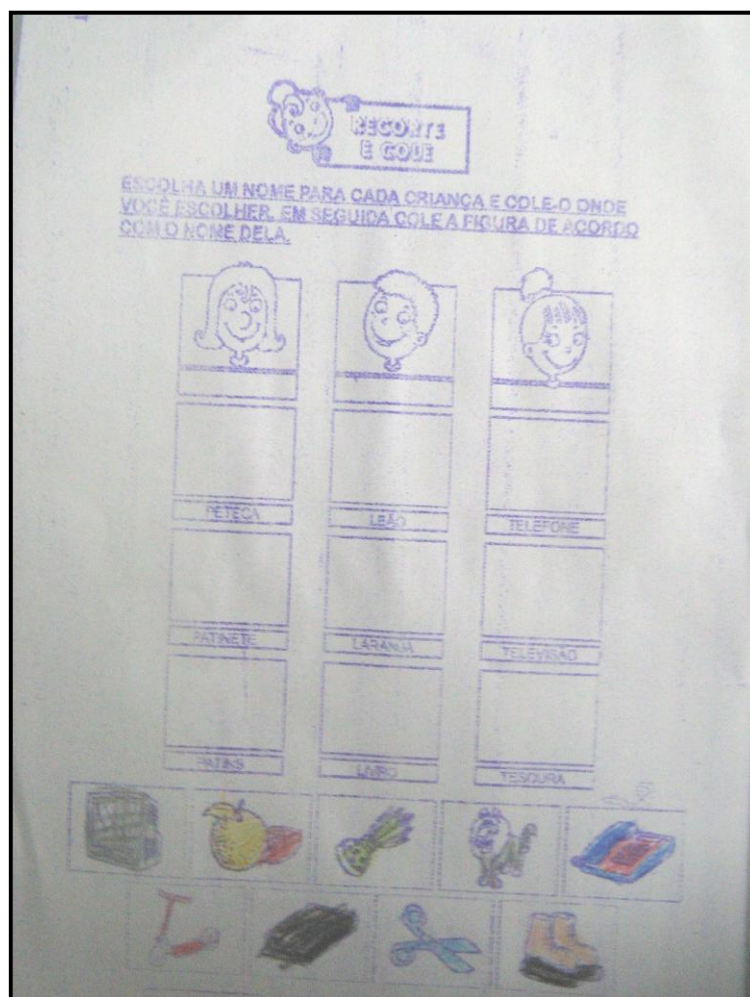 RECORTE
E COLE
ESCOLHA UM NOME PARA CADA CRIANÇA E COLE-O ONDE
VOCÊ ESCOLHER. EM SEGUIDA COLE A FIGURA DE ACORDO
COM O NOME DELA.
PETECA LEÃO TELEFONE
PATINETE LARANJA TELEVISÃO
PATINS LIVRO TESOURA